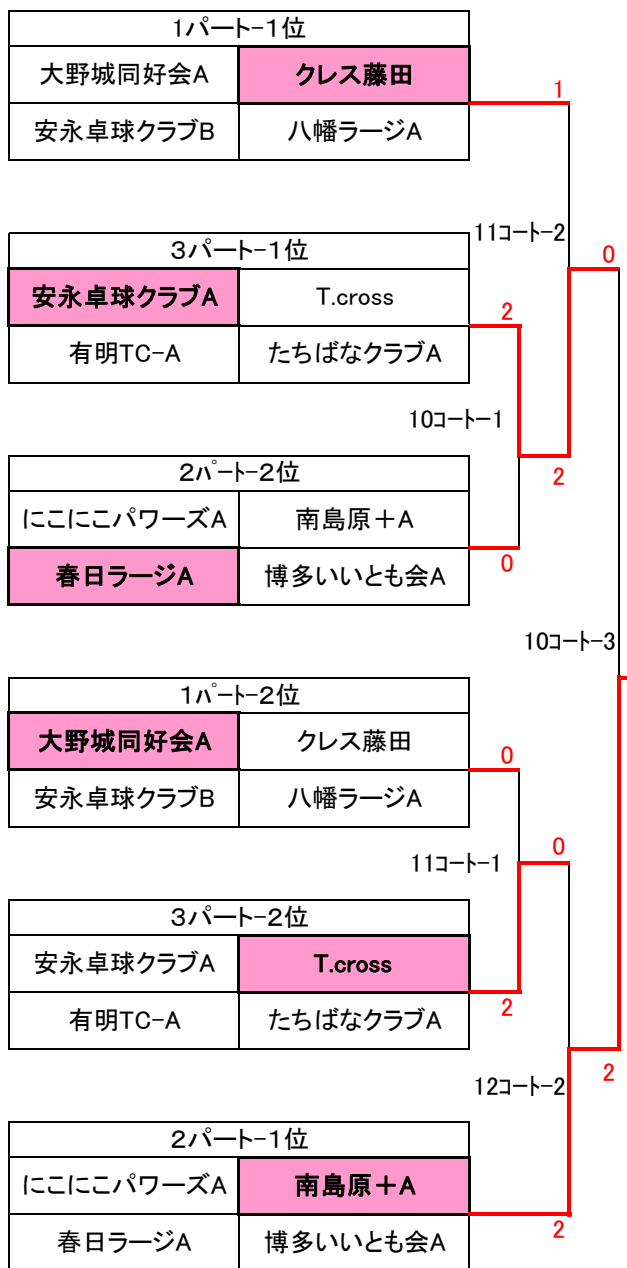 1パート-1位
大野城同好会A クレス藤田
1
安永卓球クラブB 八幡ラージA
11コート-2
3パート-1位
0
安永卓球クラブA T.cross
2
有明TC-A たちばなクラブA
10コート-1
2パート-2位
2
にこにこパワーズA 南島原＋A
春日ラージA 博多いいとも会A
0
10コート-3
1パート-2位
大野城同好会A クレス藤田
0
安永卓球クラブB 八幡ラージA
0
11コート-1
3パート-2位
安永卓球クラブA T.cross
2
有明TC-A たちばなクラブA
2
12コート-2
2パート-1位
にこにこパワーズA 南島原＋A
2
春日ラージA 博多いいとも会A